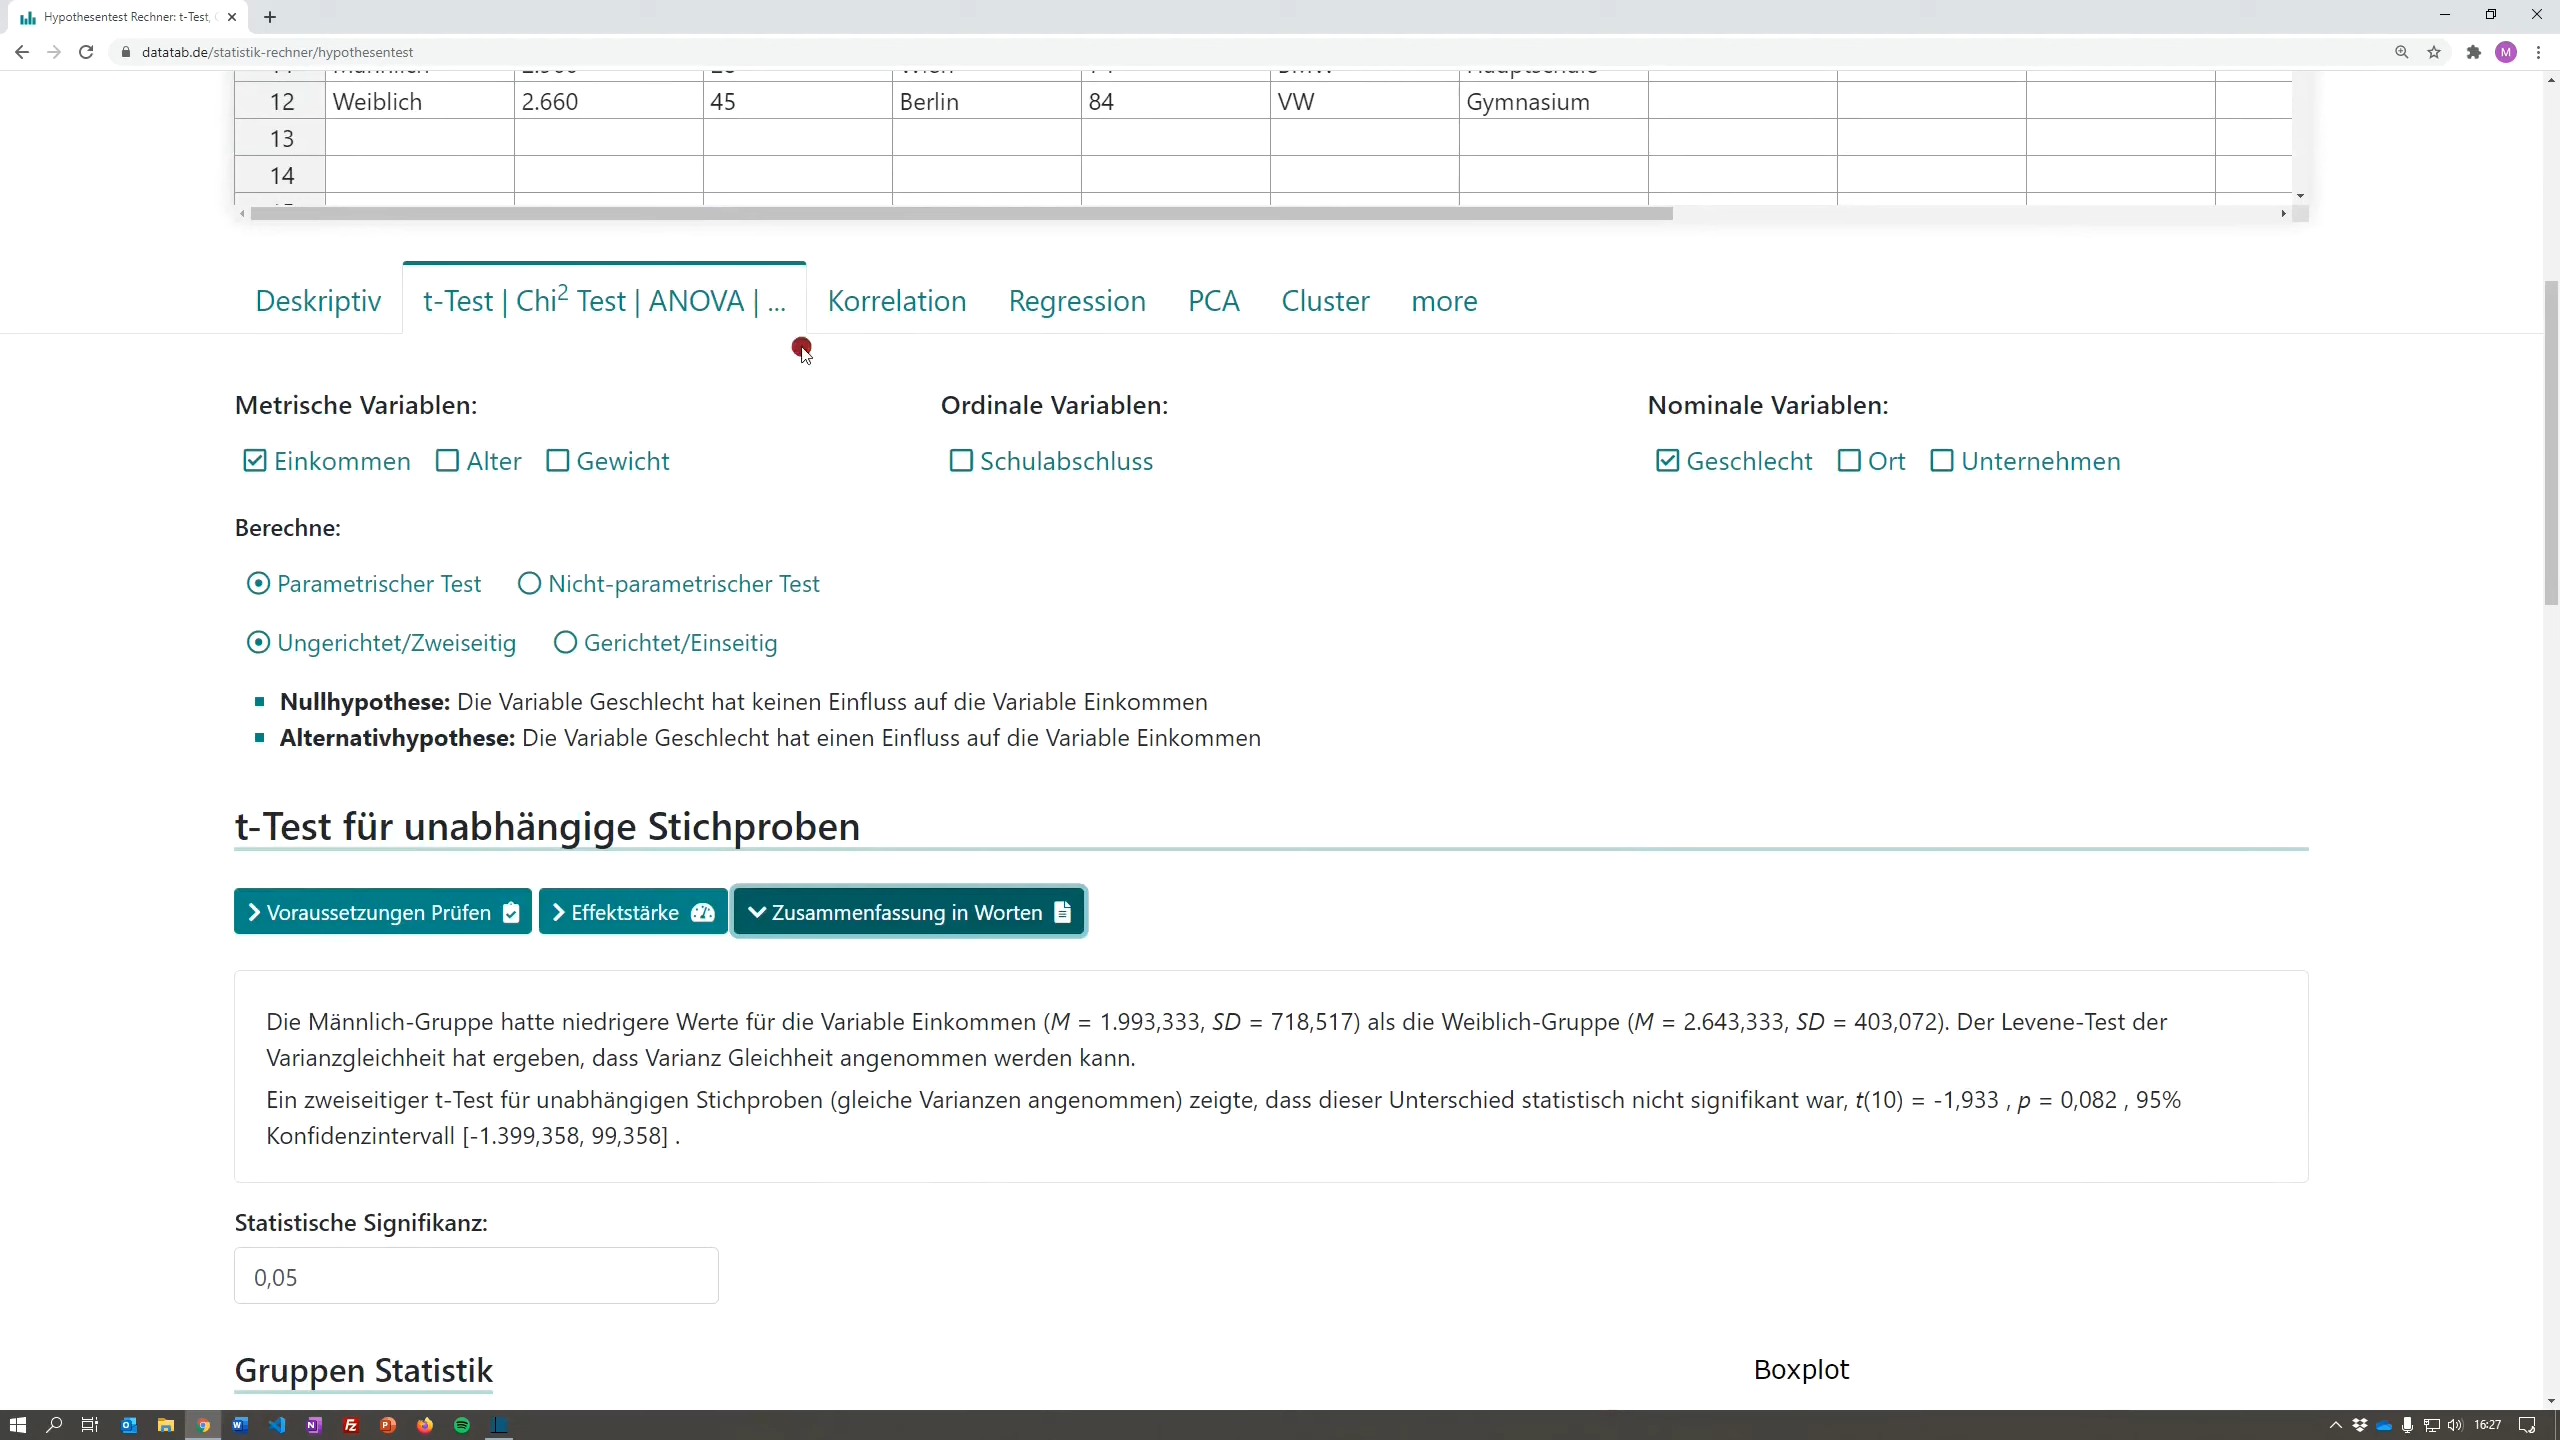 Hypothesentest Rechner: t-Test,
datatab.de/statistik-rechner/hypothesentest
12 Weiblich 2.660 45 Berlin 84 VW Gymnasium
13
14
Deskriptiv t-Test | Chi² Test | ANOVA | ... Korrelation Regression PCA Cluster more
Metrische Variablen: Ordinale Variablen: Nominale Variablen:
Einkommen Alter Gewicht Schulabschluss Geschlecht Ort Unternehmen
Berechne:
Parametrischer Test Nicht-parametrischer Test
Ungerichtet/Zweiseitig Gerichtet/Einseitig
Nullhypothese: Die Variable Geschlecht hat keinen Einfluss auf die Variable Einkommen
Alternativhypothese: Die Variable Geschlecht hat einen Einfluss auf die Variable Einkommen
t-Test für unabhängige Stichproben
Voraussetzungen Prüfen Effektstärke Zusammenfassung in Worten
Die Männlich-Gruppe hatte niedrigere Werte für die Variable Einkommen (M = 1.993,333, SD = 718,517) als die Weiblich-Gruppe (M = 2.643,333, SD = 403,072). Der Levene-Test der
Varianzgleichheit hat ergeben, dass Varianz Gleichheit angenommen werden kann.
Ein zweiseitiger t-Test für unabhängigen Stichproben (gleiche Varianzen angenommen) zeigte, dass dieser Unterschied statistisch nicht signifikant war, t(10) = -1,933 , p = 0,082 , 95%
Konfidenzintervall [-1.399,358, 99,358] .
Statistische Signifikanz:
0,05
Gruppen Statistik Boxplot
16:27